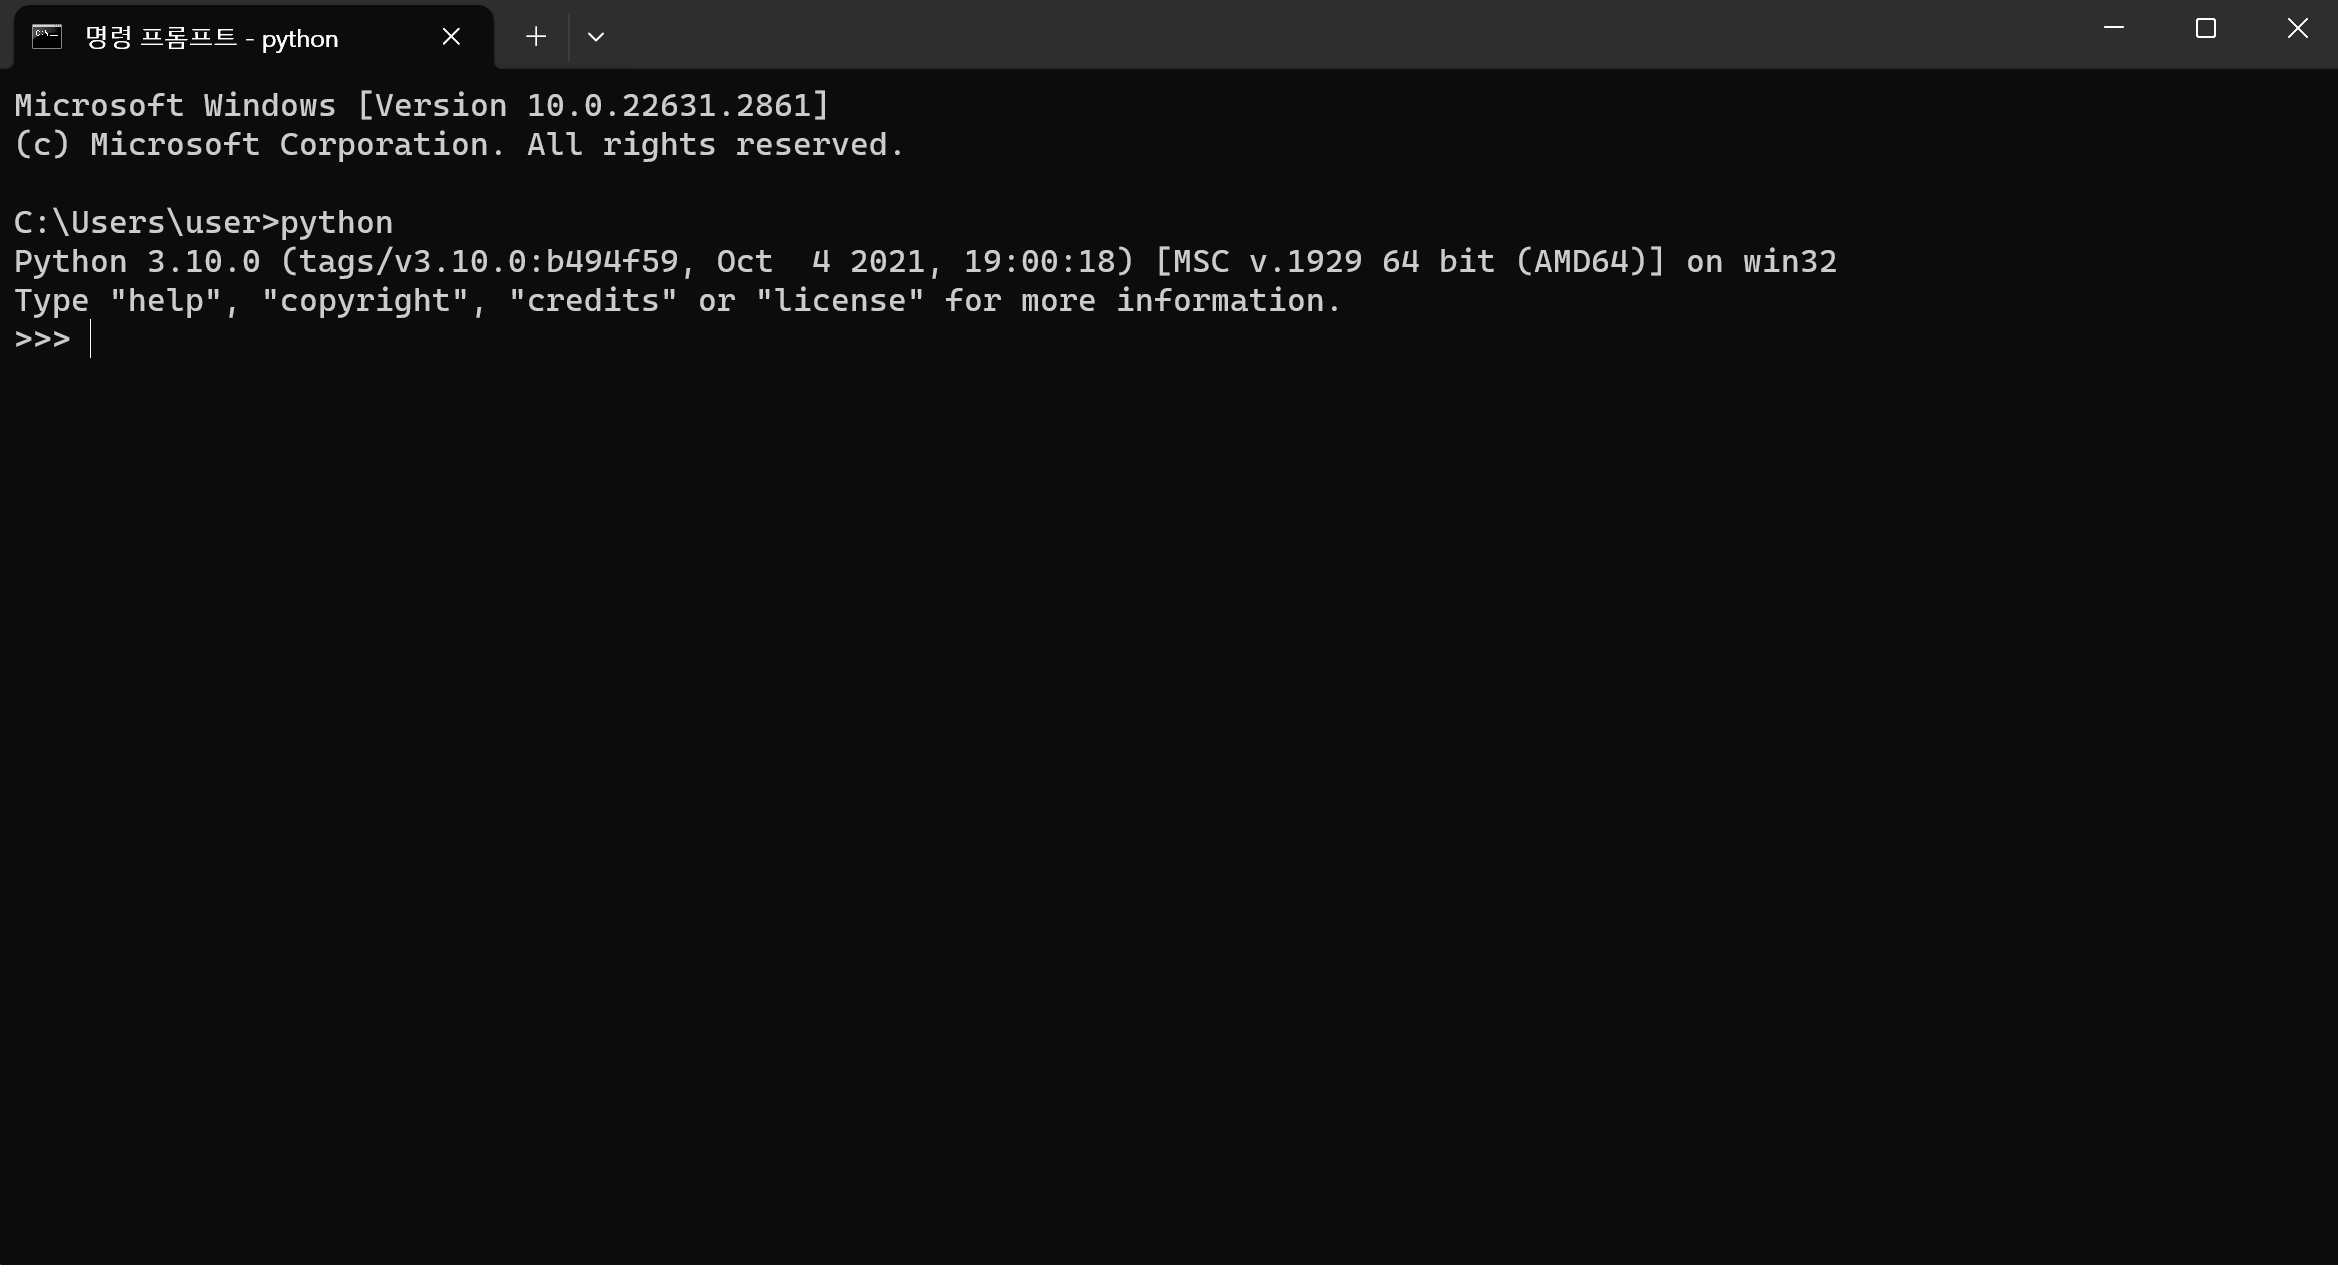 명령 프롬프트 - python
Microsoft Windows [Version 10.0.22631.2861]
(c) Microsoft Corporation. All rights reserved.
C:\Users\user>python
Python 3.10.0 (tags/v3.10.0:b494f59, Oct  4 2021, 19:00:18) [MSC v.1929 64 bit (AMD64)] on win32
Type "help", "copyright", "credits" or "license" for more information.
>>>